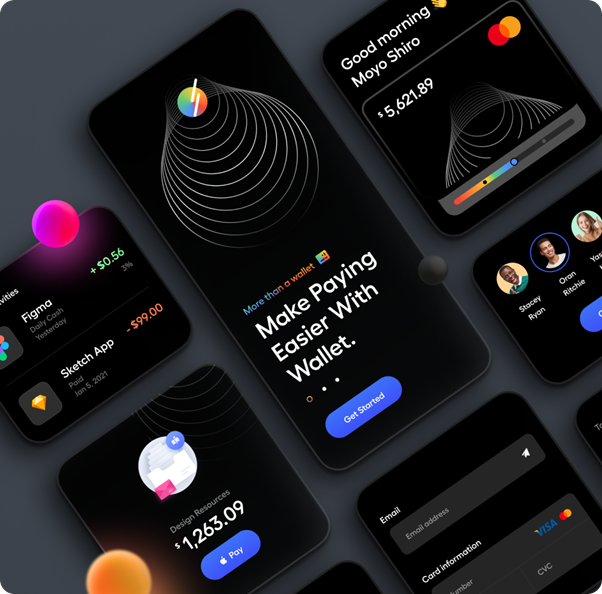 Good morning 👋
Moyo Shiro
$ 5,621.89
More than a wallet
Make Paying
Easier With
Wallet.
Get Started
+ $0.56
3%
Figma
Daily Cash
Yesterday
- $99.00
Sketch App
Paid
Jan 5, 2021
Stacey
Ryan
Oran
Ritchie
Design Resources
$ 1,263.09
Pay
Email
Email address
Card information
VISA
CVC